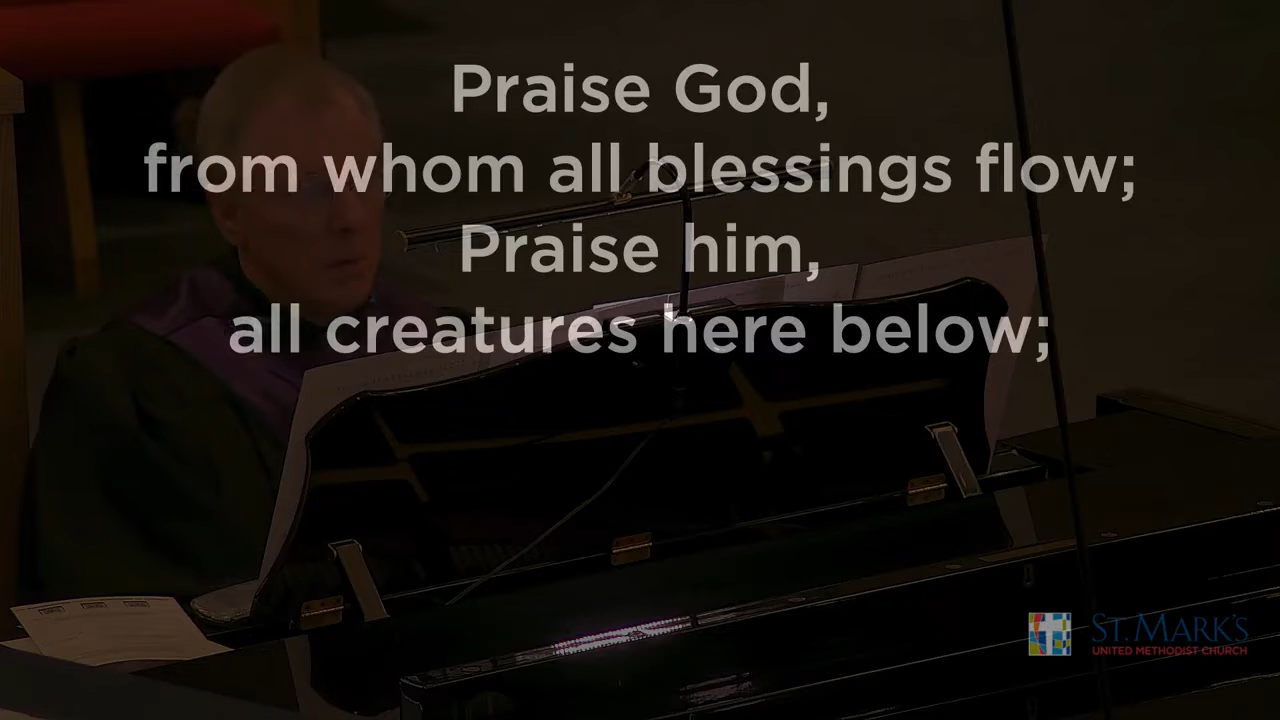 Praise God,
from whom all blessings flow;
Praise him,
all creatures here below;
ST. MARK'S
UNITED METHODIST CHURCH